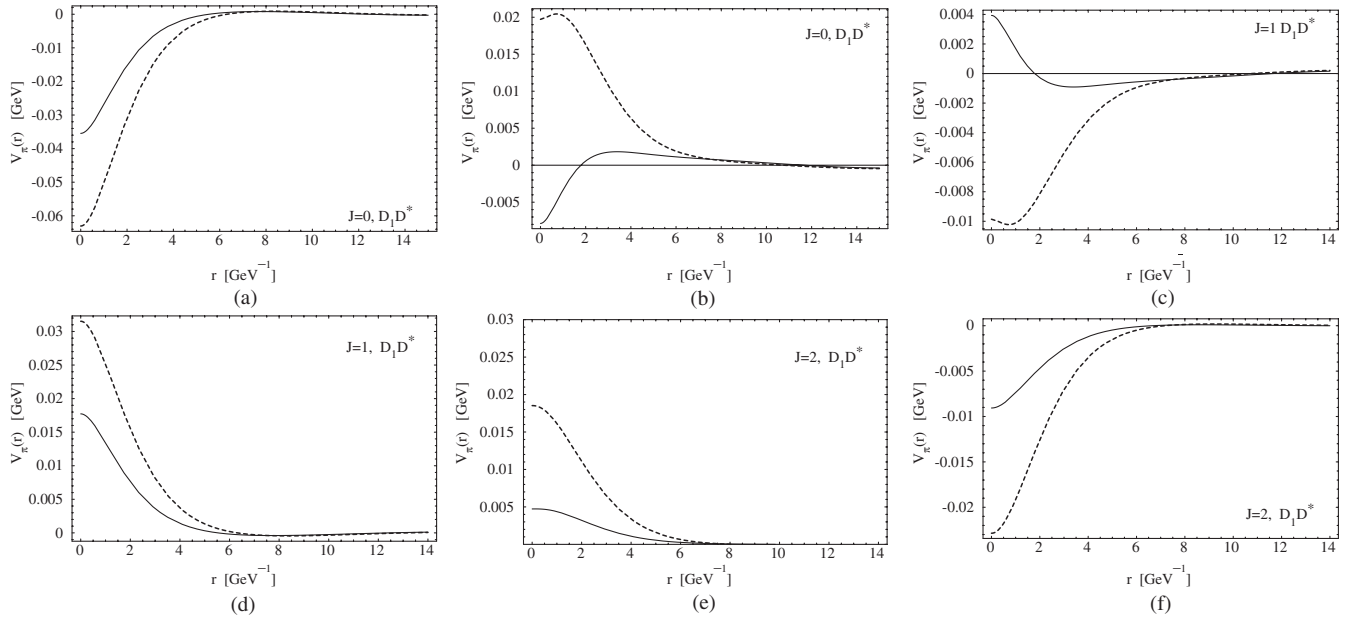 0
-0.01
-0.02
-0.03
-0.04
-0.05
-0.06
V_π(r) [GeV]
J=0, D₁D*
0 2 4 6 8 10 12 14
r [GeV⁻¹]
(a)
0.02
0.015
0.01
0.005
0
-0.005
V_π(r) [GeV]
J=0, D₁D*
0 2 4 6 8 10 12 14
r [GeV⁻¹]
(b)
0.004
0.002
0
-0.002
-0.004
-0.006
-0.008
-0.01
V_π(r) [GeV]
J=1 D₁D*
0 2 4 6 8 10 12 14
r [GeV⁻¹]
(c)
0.03
0.025
0.02
0.015
0.01
0.005
0
V_π(r) [GeV]
J=1, D₁D*
0 2 4 6 8 10 12 14
r [GeV⁻¹]
(d)
0.03
0.025
0.02
0.015
0.01
0.005
V_π(r) [GeV]
J=2, D₁D*
0 2 4 6 8 10 12 14
r [GeV⁻¹]
(e)
0
-0.005
-0.01
-0.015
-0.02
V_π(r) [GeV]
J=2, D₁D*
0 2 4 6 8 10 12 14
r [GeV⁻¹]
(f)